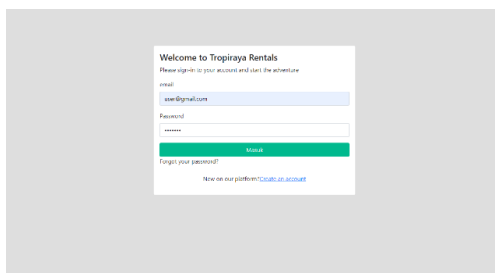 Welcome to Tropiraya Rentals
Please sign-in to your account and start the adventure
email
user@gmail.com
Password
•••••••
Masuk
Forgot your password?
New on our platform?Create an account